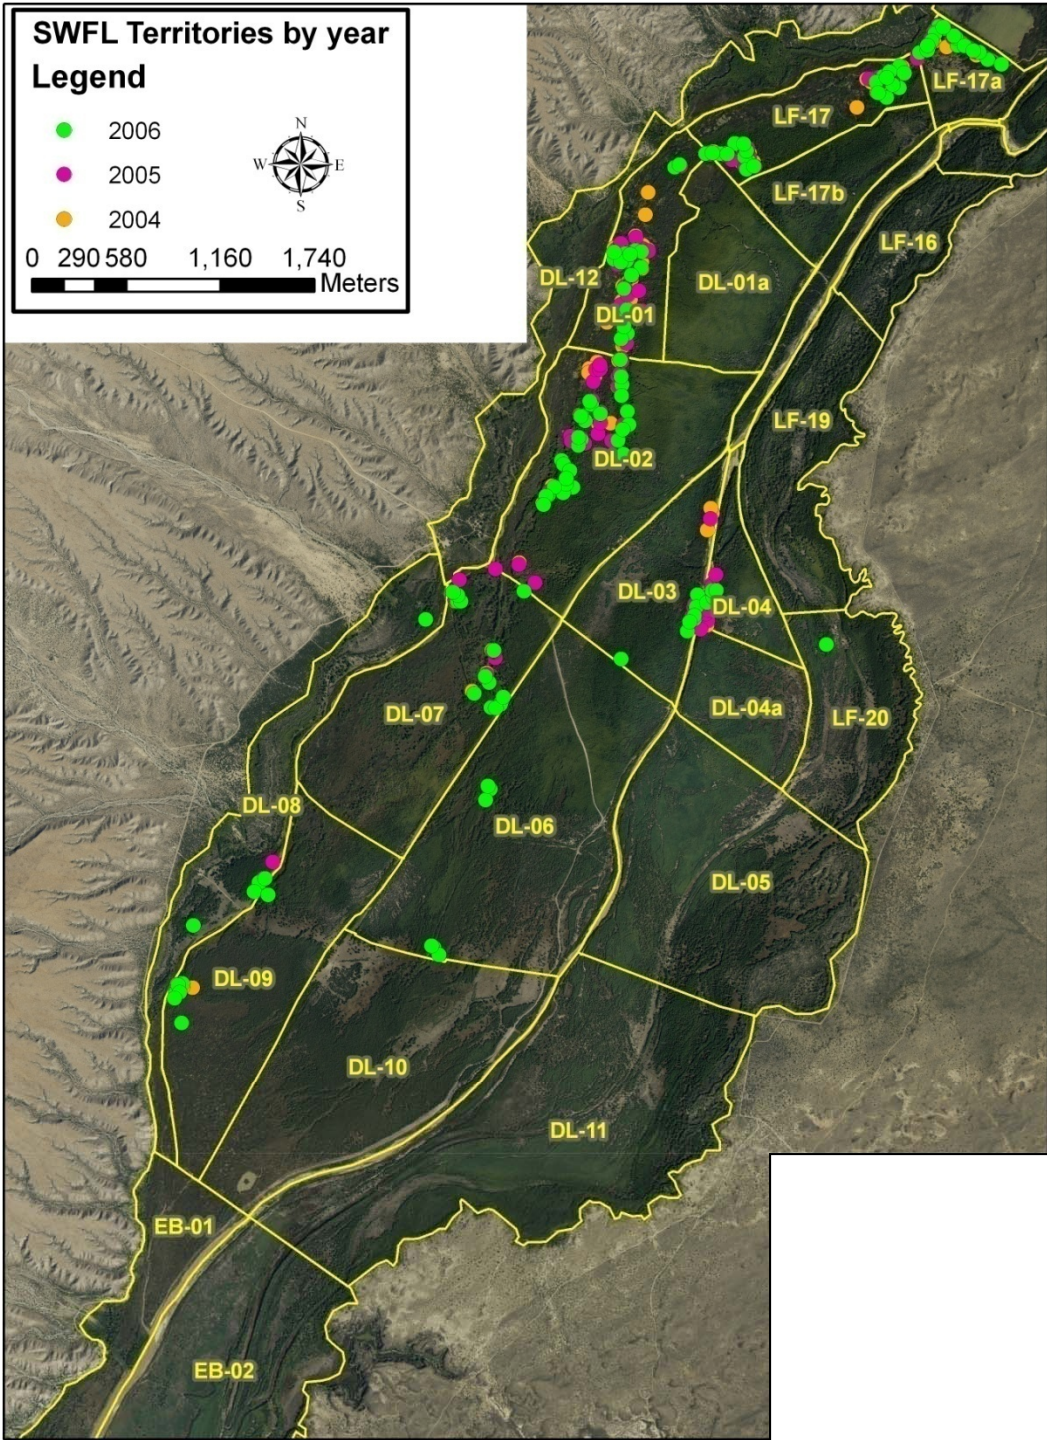 SWFL Territories by year
Legend
2006
2005
2004
N
W E
S
0 290 580 1,160 1,740
Meters
LF-17a
LF-17
LF-17b
LF-16
DL-12
DL-01a
DL-01
LF-19
DL-02
DL-03
DL-04
DL-04a
LF-20
DL-07
DL-08
DL-06
DL-05
DL-09
DL-10
DL-11
EB-01
EB-02